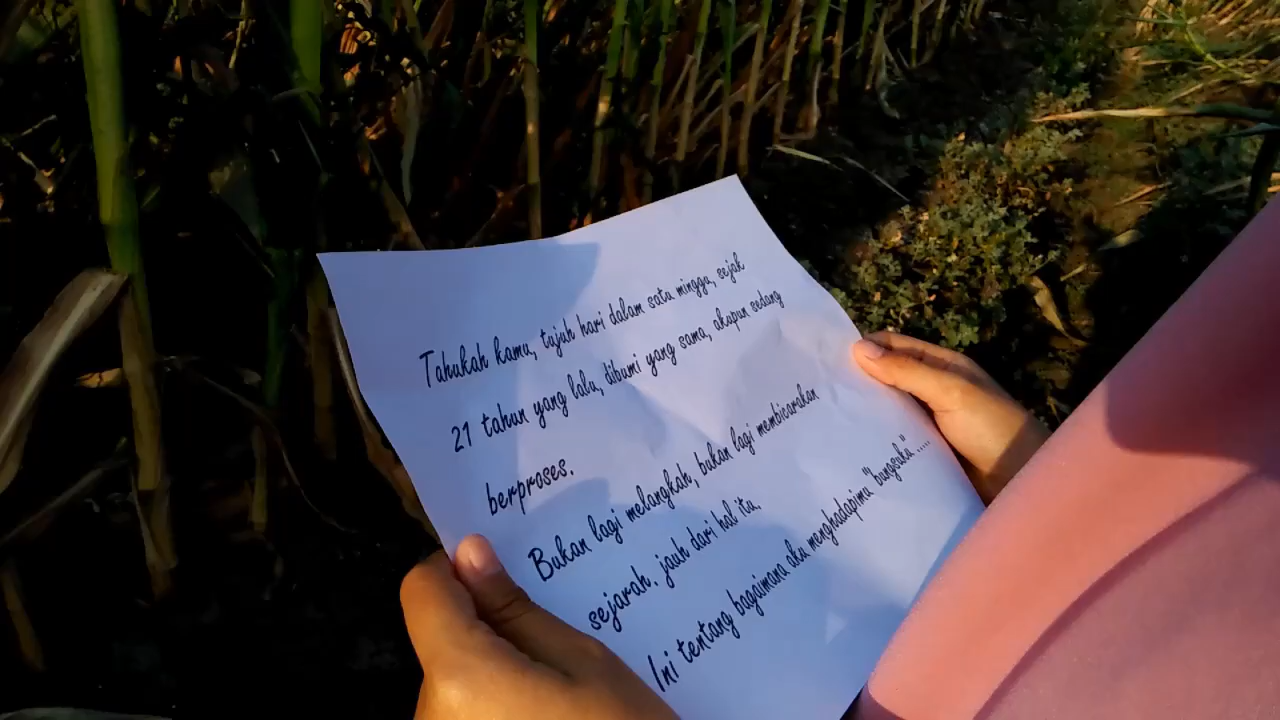 Tahukah kamu, tujuh hari dalam satu minggu, sejak
21 tahun yang lalu, dibumi yang sama, akupun sedang
berproses.
Bukan lagi melangkah, bukan lagi membicarakan
sejarah, jauh dari hal itu.
Ini tentang bagaimana aku menghadapimu "bungsuku".....